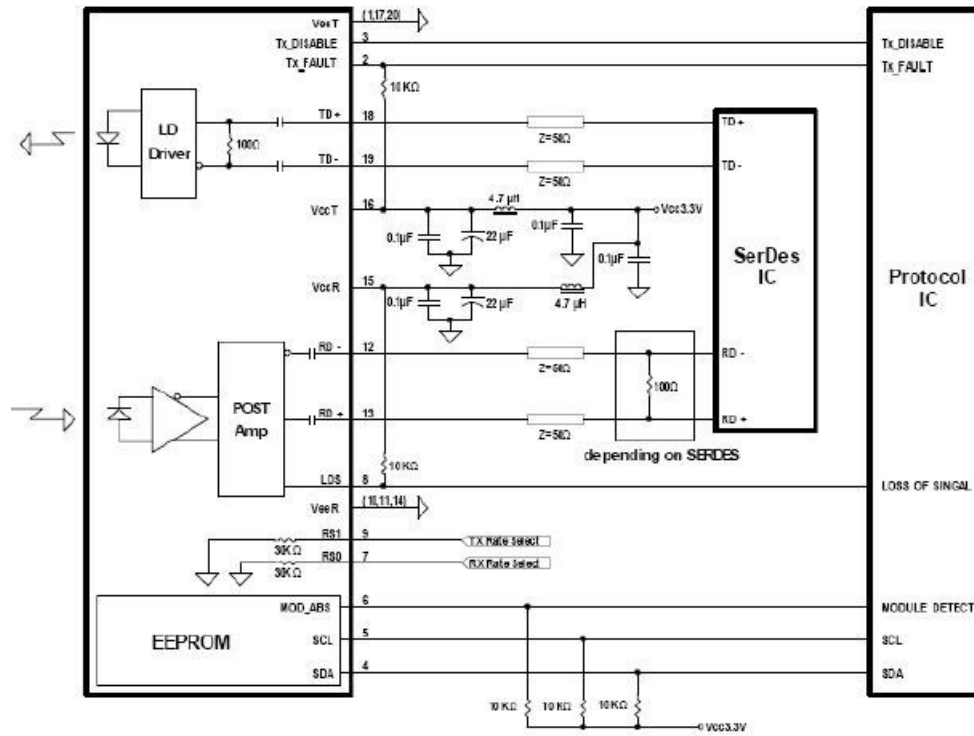 VeeT
(1,17,20)
Tx_DISABLE
3
Tx_DISABLE
Tx_FAULT
2
Tx_FAULT
10 KΩ
LD
Driver
100Ω
TD+
18
Z=50Ω
TD+
TD-
19
Z=50Ω
TD-
VccT
16
4.7 μH
Vcc3.3V
0.1μF
22 μF
0.1μF
0.1μF
SerDes
IC
Protocol
IC
VccR
15
0.1μF
22 μF
4.7 μH
RD -
12
Z=50Ω
RD -
100Ω
POST
Amp
RD+
13
Z=50Ω
RD +
depending on SERDES
10 KΩ
LOS
8
LOSS OF SINGAL
VeeR
(10,11,14)
RS1
9
30KΩ
TX Rate Select
RS0
7
30KΩ
RX Rate Select
EEPROM
MOD_ABS
6
MODULE DETECT
SCL
5
SCL
SDA
4
SDA
10 KΩ
10 KΩ
10 KΩ
Vcc3.3V